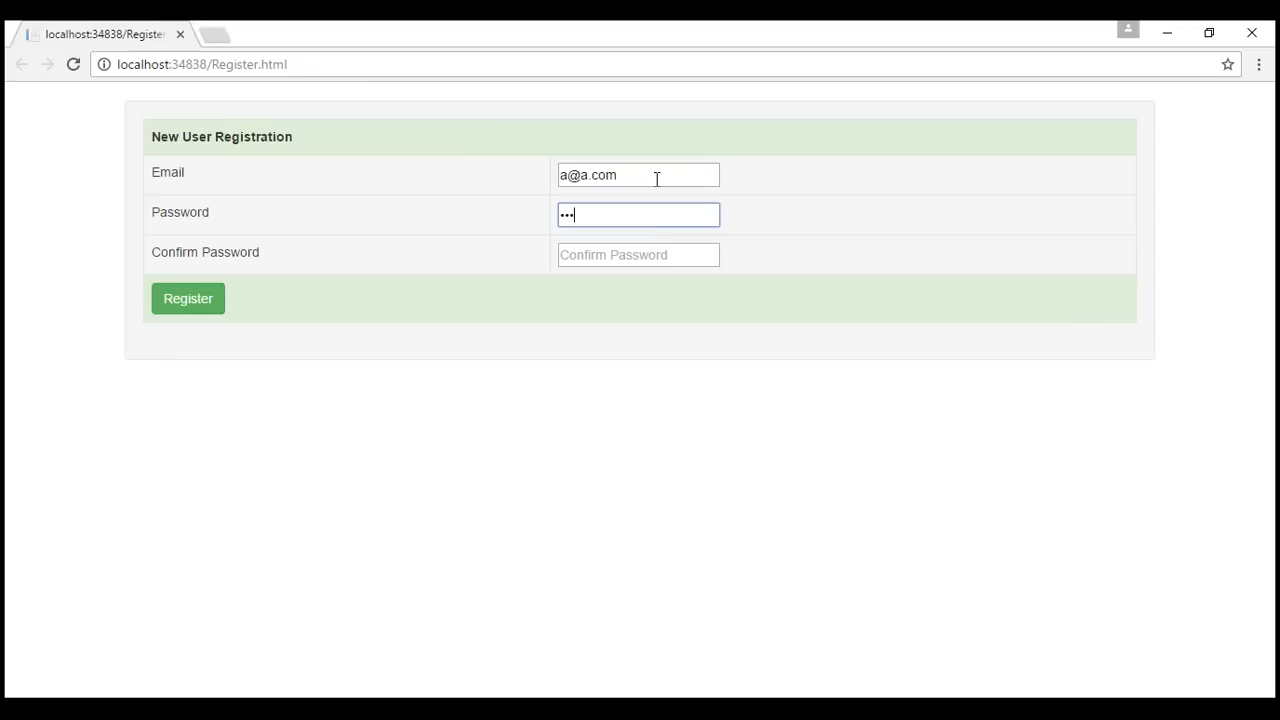 localhost:34838/Register
localhost:34838/Register.html
New User Registration
Email a@a.com
Password •••
Confirm Password Confirm Password
Register